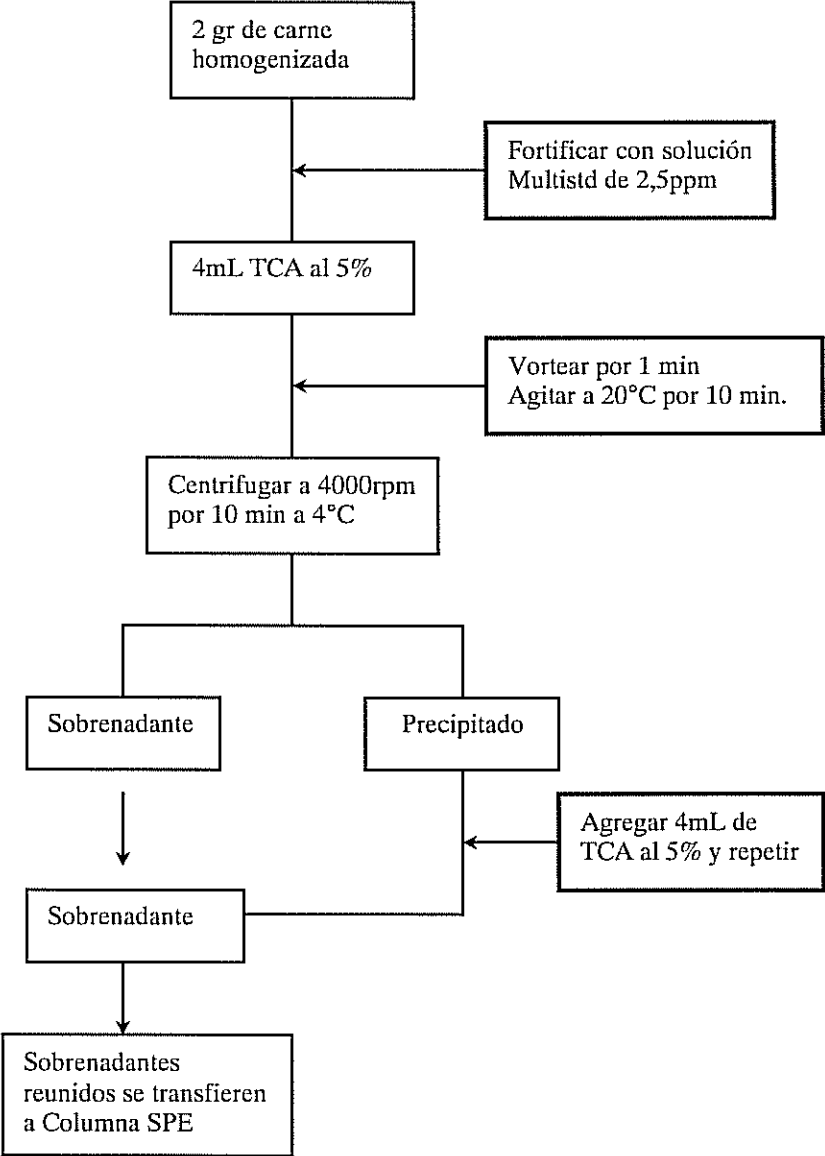 2 gr de carne
homogenizada
Fortificar con solución
Multistd de 2,5ppm
4mL TCA al 5%
Vortear por 1 min
Agitar a 20°C por 10 min.
Centrifugar a 4000rpm
por 10 min a 4°C
Sobrenadante
Precipitado
Agregar 4mL de
TCA al 5% y repetir
Sobrenadante
Sobrenadantes
reunidos se transfieren
a Columna SPE